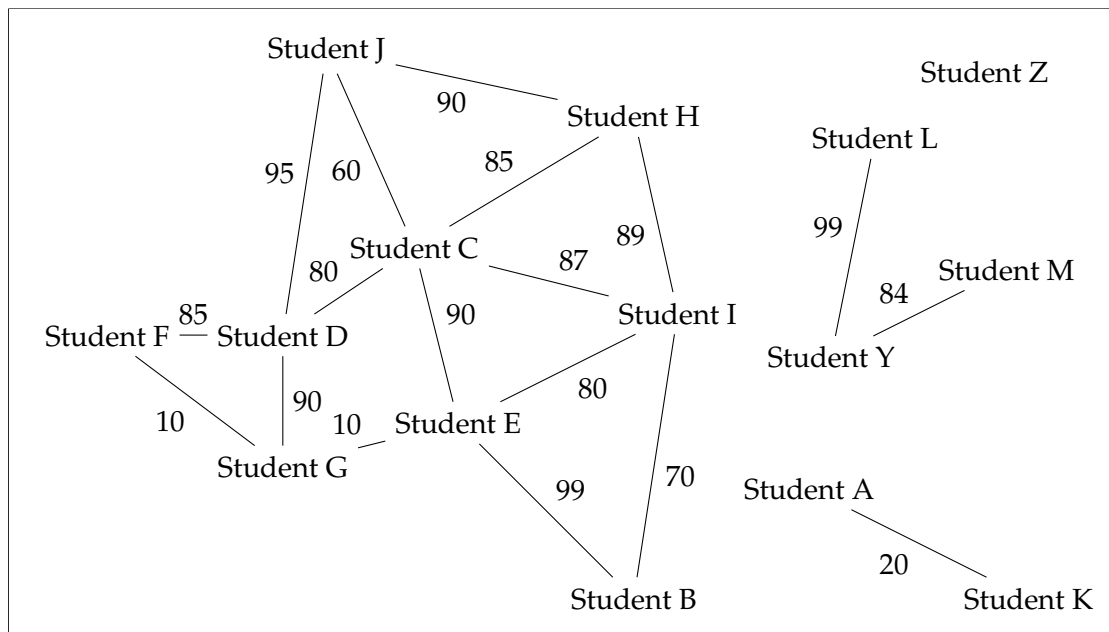 Student J
Student Z
90
Student H
Student L
85
95
60
99
89
Student C
87
80
Student M
84
85
90
Student I
Student F
Student D
Student Y
80
90
10
10
Student E
Student G
70
99
Student A
20
Student B
Student K